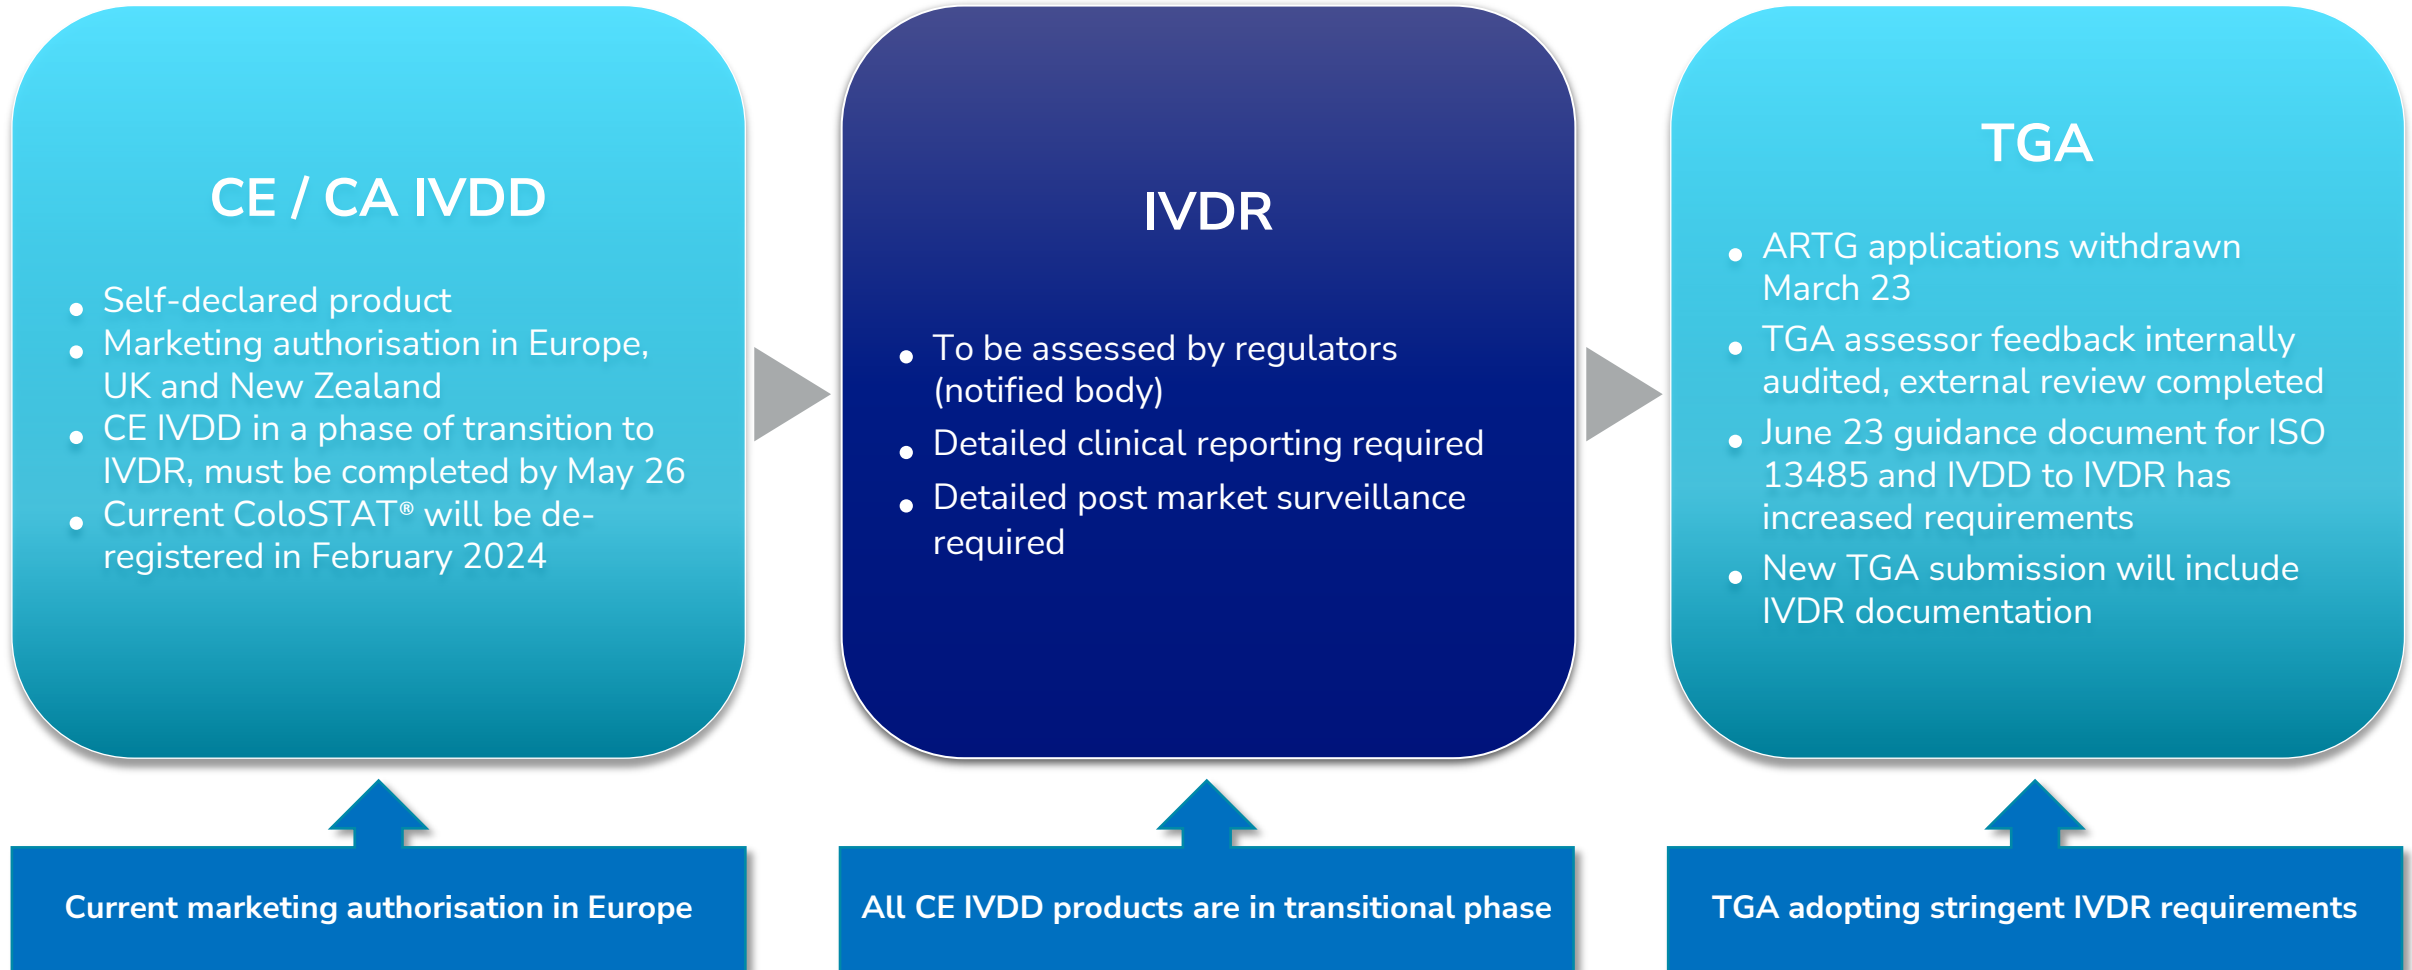 CE / CA IVDD
• Self-declared product
• Marketing authorisation in Europe,
UK and New Zealand
• CE IVDD in a phase of transition to
IVDR, must be completed by May 26
• Current ColoSTAT® will be de-
registered in February 2024
IVDR
• To be assessed by regulators
(notified body)
• Detailed clinical reporting required
• Detailed post market surveillance
required
TGA
• ARTG applications withdrawn
March 23
• TGA assessor feedback internally
audited, external review completed
• June 23 guidance document for ISO
13485 and IVDD to IVDR has
increased requirements
• New TGA submission will include
IVDR documentation
Current marketing authorisation in Europe
All CE IVDD products are in transitional phase
TGA adopting stringent IVDR requirements